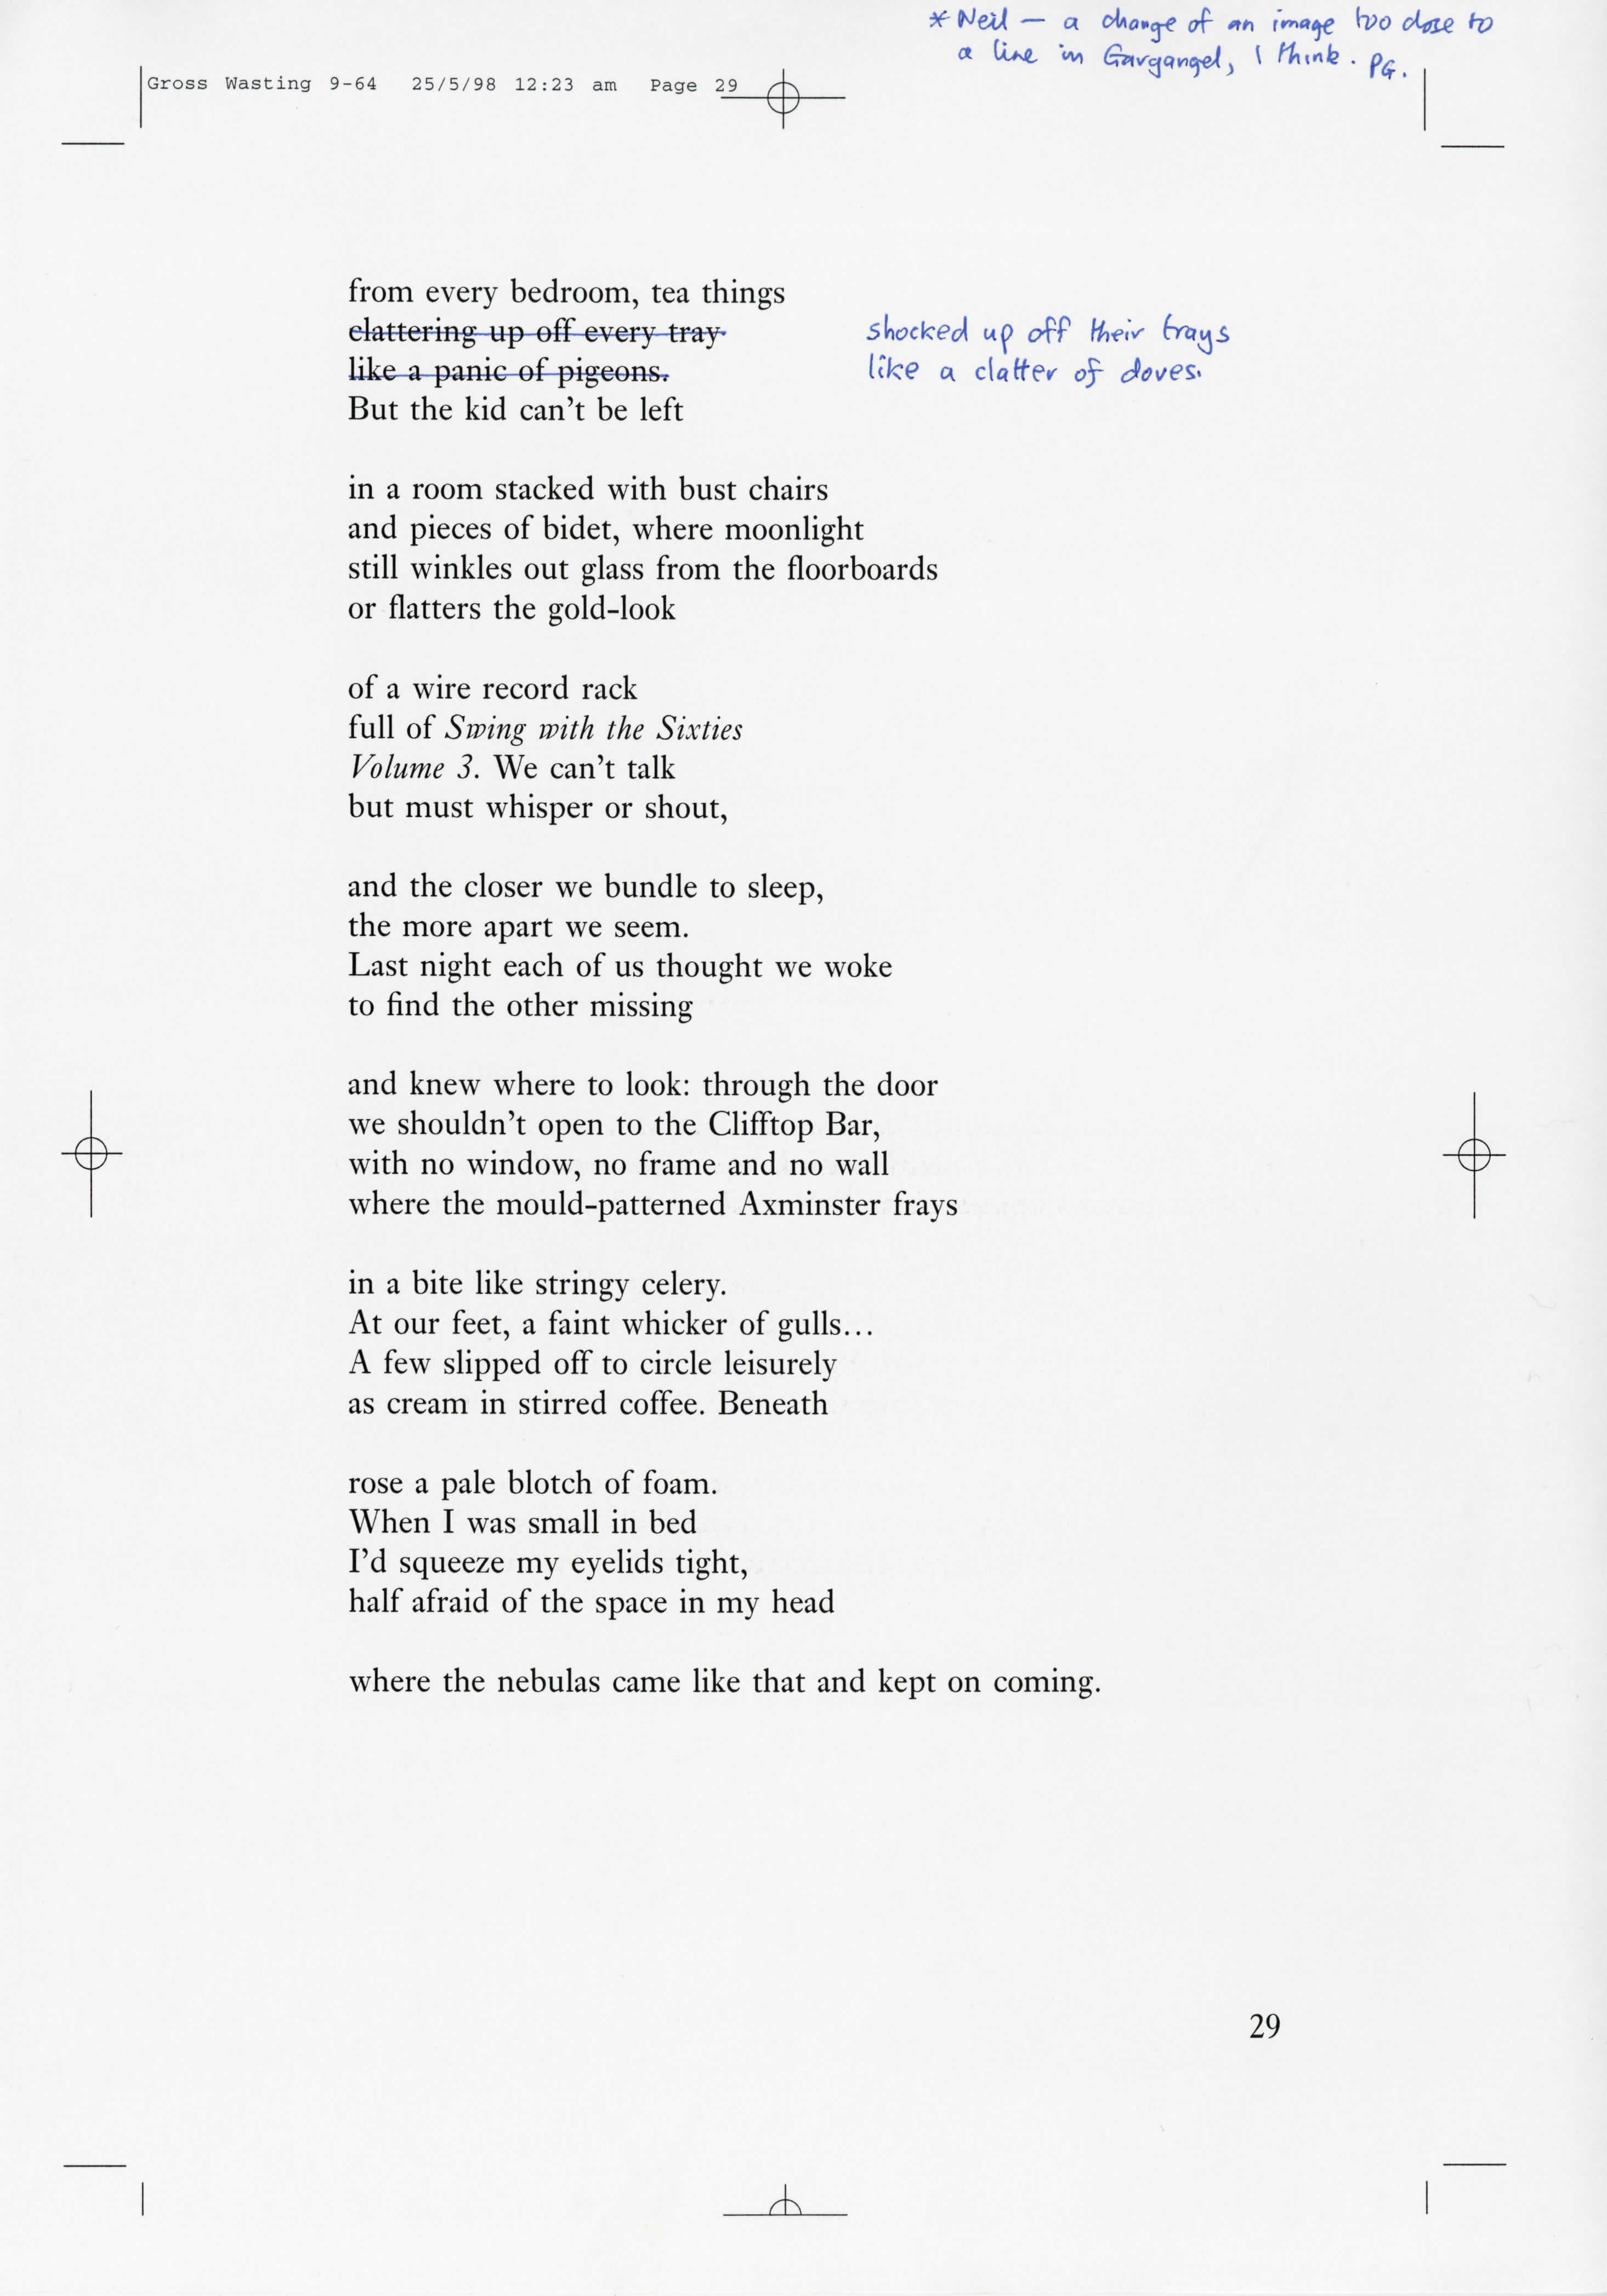 * Neil — a change of an image too close to
a line in Gargangel, I think. PG.
Gross Wasting 9-64 25/5/98 12:23 am Page 29
from every bedroom, tea things
clattering up off every tray
like a panic of pigeons.
shocked up off their trays
like a clatter of doves.
But the kid can't be left
in a room stacked with bust chairs
and pieces of bidet, where moonlight
still winkles out glass from the floorboards
or flatters the gold-look
of a wire record rack
full of Swing with the Sixties
Volume 3. We can't talk
but must whisper or shout,
and the closer we bundle to sleep,
the more apart we seem.
Last night each of us thought we woke
to find the other missing
and knew where to look: through the door
we shouldn't open to the Clifftop Bar,
with no window, no frame and no wall
where the mould-patterned Axminster frays
in a bite like stringy celery.
At our feet, a faint whicker of gulls…
A few slipped off to circle leisurely
as cream in stirred coffee. Beneath
rose a pale blotch of foam.
When I was small in bed
I'd squeeze my eyelids tight,
half afraid of the space in my head
where the nebulas came like that and kept on coming.
29